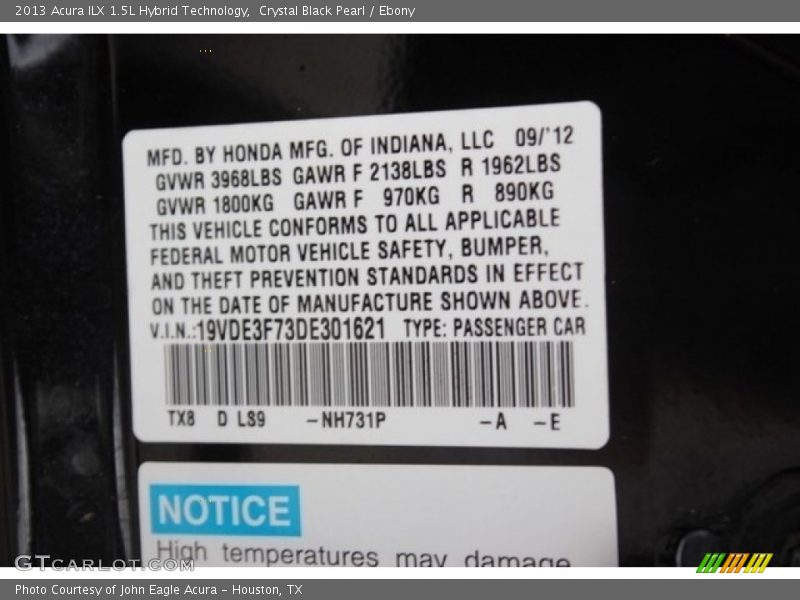 2013 Acura ILX 1.5L Hybrid Technology,  Crystal Black Pearl / Ebony
MFD. BY HONDA MFG. OF INDIANA, LLC 09/'12
GVWR 3968LBS GAWR F 2138LBS R 1962LBS
GVWR 1800KG GAWR F 970KG R 890KG
THIS VEHICLE CONFORMS TO ALL APPLICABLE
FEDERAL MOTOR VEHICLE SAFETY, BUMPER,
AND THEFT PREVENTION STANDARDS IN EFFECT
ON THE DATE OF MANUFACTURE SHOWN ABOVE.
V.I.N.:19VDE3F73DE301621 TYPE: PASSENGER CAR
TX8 D LS9 -NH731P -A -E
NOTICE
High temperatures may damage
GTcarlot.com
Photo Courtesy of John Eagle Acura - Houston, TX